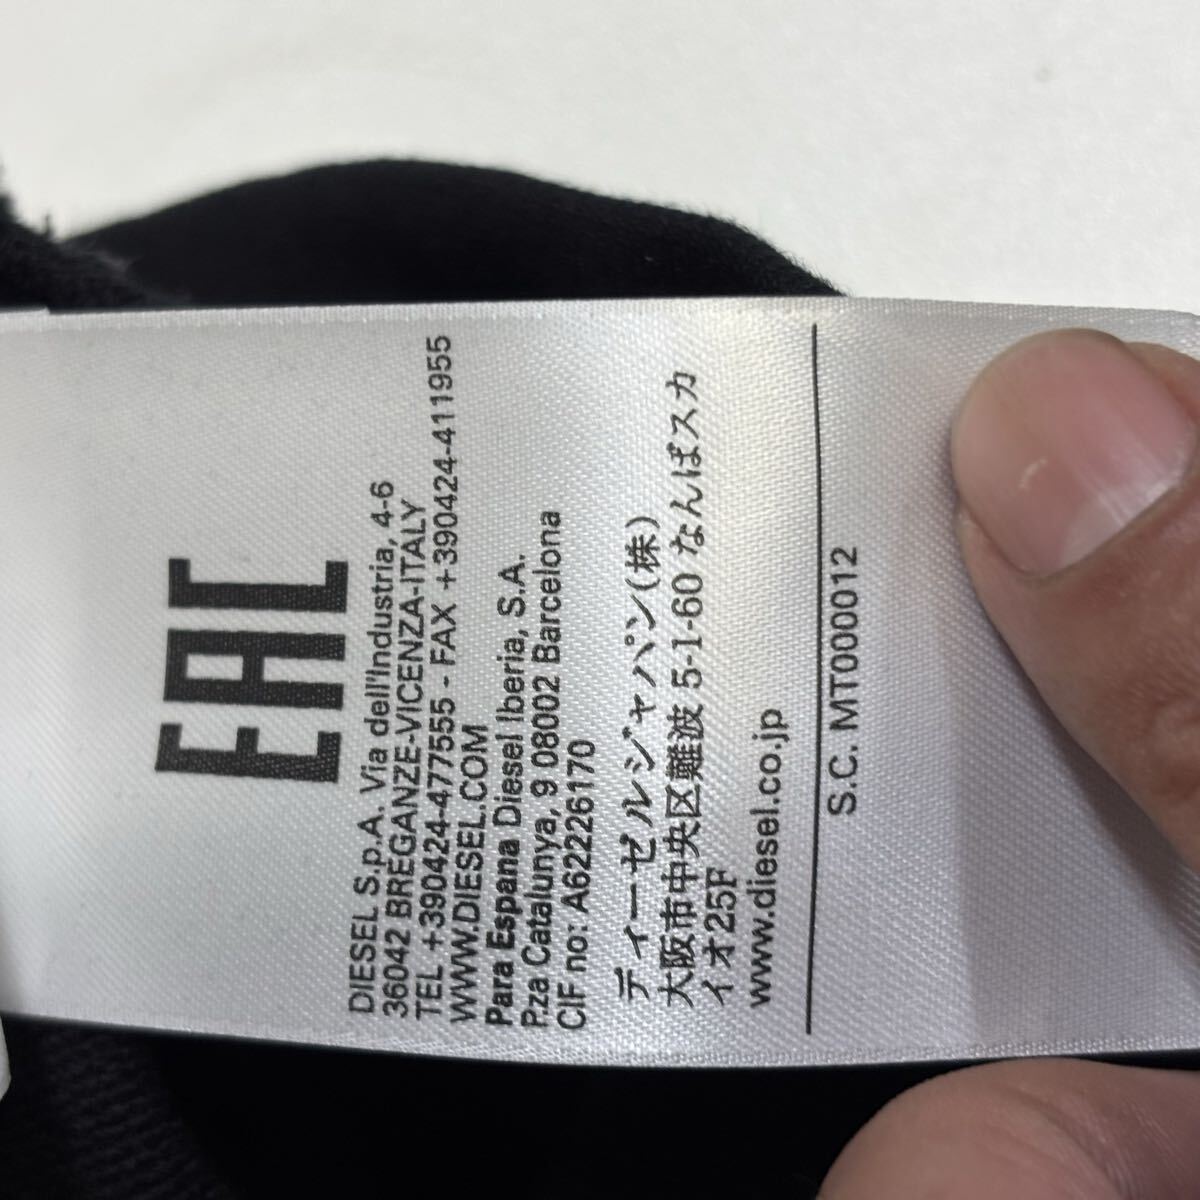 EAC
DIESEL S.p.A. Via dell'Industria, 4-6
36042 BREGANZE-VICENZA-ITALY
TEL +390424-477555 - FAX +390424-411955
WWW.DIESEL.COM
Para Espana Diesel Iberia, S.A.
P.za Catalunya, 9 08002 Barcelona
CIF no: A62226170
ディーゼルジャパン(株)
大阪市中央区難波 5-1-60 なんばスカ
イオ25F
www.diesel.co.jp
S.C. MT000012